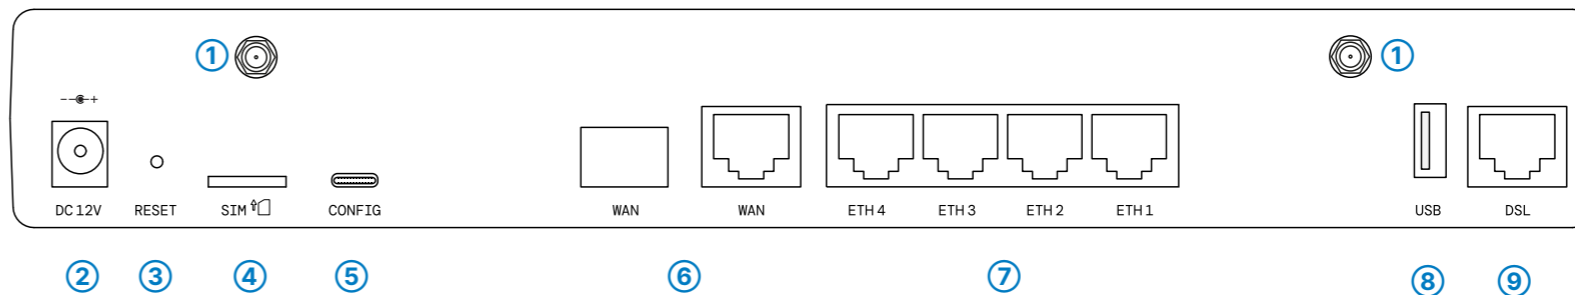 ① ①
DC 12V RESET SIM CONFIG WAN WAN ETH 4 ETH 3 ETH 2 ETH 1 USB DSL
② ③ ④ ⑤ ⑥ ⑦ ⑧ ⑨